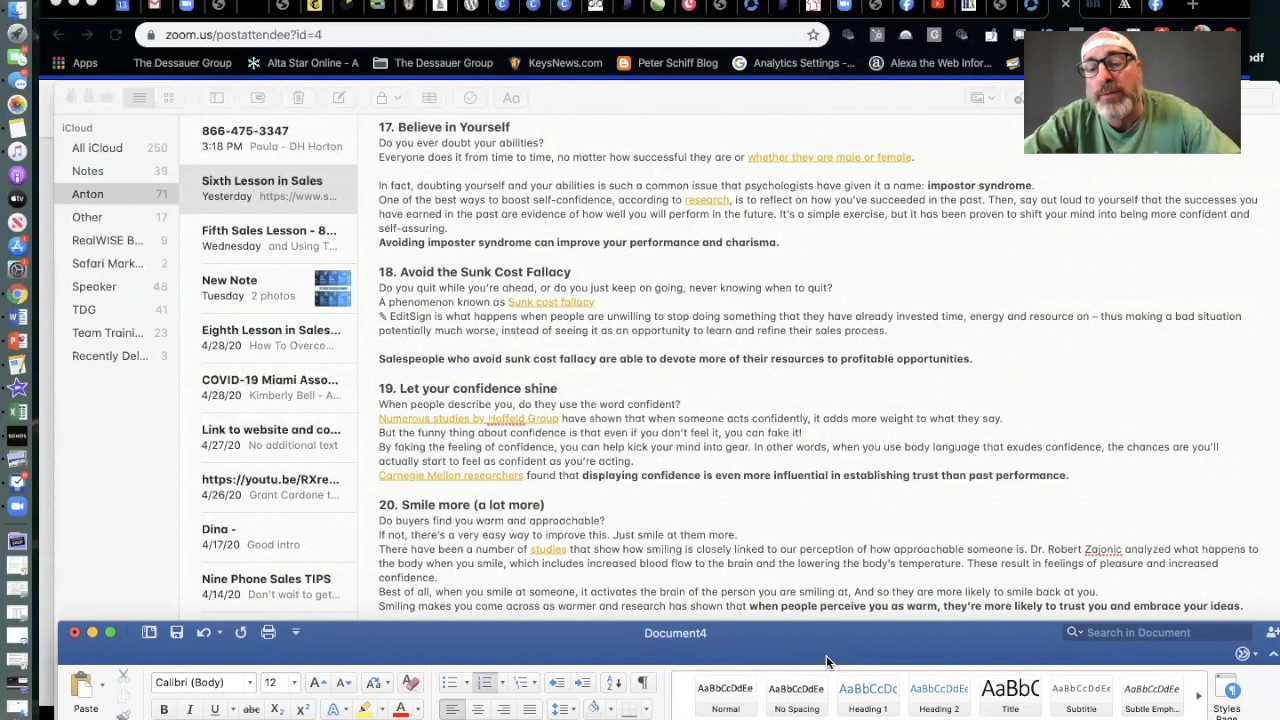 zoom.us/postattendee?id=4
Apps
The Dessauer Group
Alta Star Online - A
The Dessauer Group
KeysNews.com
Peter Schiff Blog
Analytics Settings -...
Alexa the Web Infor...
Aa
iCloud
All iCloud 250
Notes 39
Anton 71
Other 17
RealWISE B... 9
Safari Mark... 2
Speaker 48
TDG 41
Team Traini... 23
Recently Del... 3
866-475-3347
3:18 PM Paula - DH Horton
Sixth Lesson in Sales
Yesterday https://www.s...
Fifth Sales Lesson - 8...
Wednesday and Using T...
New Note
Tuesday 2 photos
Eighth Lesson in Sales...
4/28/20 How To Overco...
COVID-19 Miami Asso...
4/28/20 Kimberly Bell - A...
Link to website and co...
4/27/20 No additional text
https://youtu.be/RXre...
4/26/20 Grant Cardone t...
Dina -
4/17/20 Good intro
Nine Phone Sales TIPS
4/14/20 Don't wait to get...
17. Believe in Yourself
Do you ever doubt your abilities?
Everyone does it from time to time, no matter how successful they are or whether they are male or female.
In fact, doubting yourself and your abilities is such a common issue that psychologists have given it a name: impostor syndrome.
One of the best ways to boost self-confidence, according to research, is to reflect on how you've succeeded in the past. Then, say out loud to yourself that the successes you
have earned in the past are evidence of how well you will perform in the future. It's a simple exercise, but it has been proven to shift your mind into being more confident and
self-assuring.
Avoiding imposter syndrome can improve your performance and charisma.
18. Avoid the Sunk Cost Fallacy
Do you quit while you're ahead, or do you just keep on going, never knowing when to quit?
A phenomenon known as Sunk cost fallacy
✎ EditSign is what happens when people are unwilling to stop doing something that they have already invested time, energy and resource on – thus making a bad situation
potentially much worse, instead of seeing it as an opportunity to learn and refine their sales process.
Salespeople who avoid sunk cost fallacy are able to devote more of their resources to profitable opportunities.
19. Let your confidence shine
When people describe you, do they use the word confident?
Numerous studies by Hoffeld Group have shown that when someone acts confidently, it adds more weight to what they say.
But the funny thing about confidence is that even if you don't feel it, you can fake it!
By faking the feeling of confidence, you can help kick your mind into gear. In other words, when you use body language that exudes confidence, the chances are you'll
actually start to feel as confident as you're acting.
Carnegie Mellon researchers found that displaying confidence is even more influential in establishing trust than past performance.
20. Smile more (a lot more)
Do buyers find you warm and approachable?
If not, there's a very easy way to improve this. Just smile at them more.
There have been a number of studies that show how smiling is closely linked to our perception of how approachable someone is. Dr. Robert Zajonic analyzed what happens to
the body when you smile, which includes increased blood flow to the brain and the lowering the body's temperature. These result in feelings of pleasure and increased
confidence.
Best of all, when you smile at someone, it activates the brain of the person you are smiling at, And so they are more likely to smile back at you.
Smiling makes you come across as warmer and research has shown that when people perceive you as warm, they're more likely to trust you and embrace your ideas.
Document4
Search in Document
Paste
Calibri (Body) 12
AaBbCcDdEe
Normal
AaBbCcDdEe
No Spacing
AaBbCcDc
Heading 1
AaBbCcDdEe
Heading 2
AaBbC
Title
AaBbCcDdEe
Subtitle
AaBbCcDdEe
Subtle Emph...
Styles